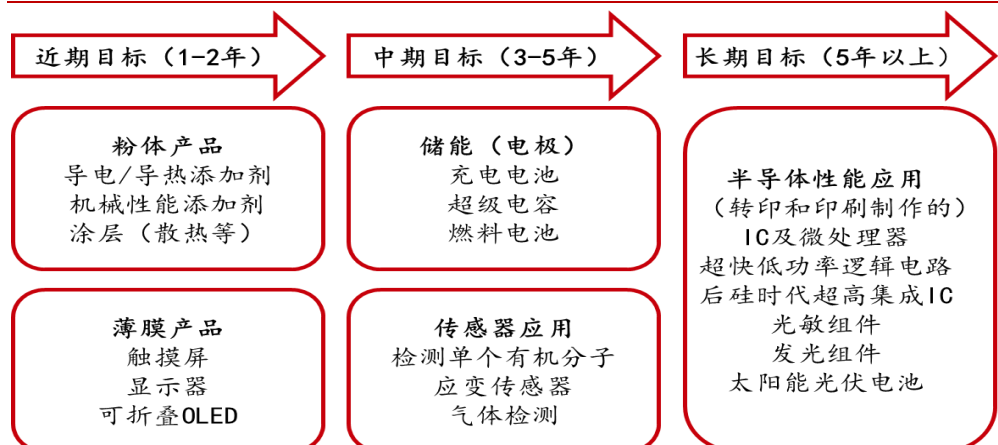 近期目标（1-2年）
中期目标（3-5年）
长期目标（5年以上）
粉体产品
导电/导热添加剂
机械性能添加剂
涂层（散热等）
薄膜产品
触摸屏
显示器
可折叠OLED
储能（电极）
充电电池
超级电容
燃料电池
传感器应用
检测单个有机分子
应变传感器
气体检测
半导体性能应用
（转印和印刷制作的）
IC及微处理器
超快低功率逻辑电路
后硅时代超高集成IC
光敏组件
发光组件
太阳能光伏电池